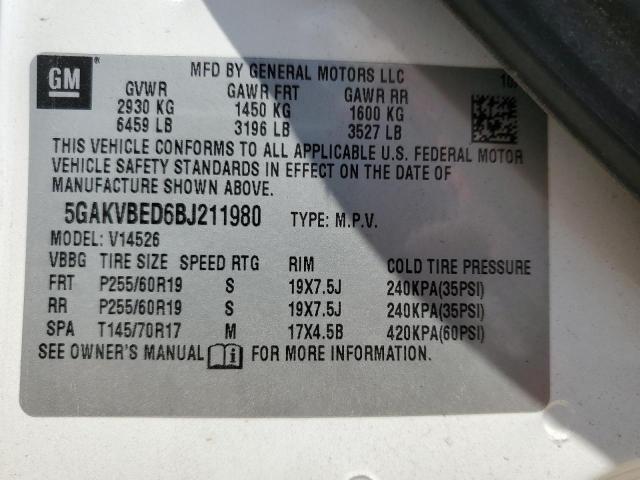 GM ®
MFD BY GENERAL MOTORS LLC
GVWR GAWR FRT GAWR RR
2930 KG 1450 KG 1600 KG
6459 LB 3196 LB 3527 LB
THIS VEHICLE CONFORMS TO ALL APPLICABLE U.S. FEDERAL MOTOR
VEHICLE SAFETY STANDARDS IN EFFECT ON THE DATE OF
MANUFACTURE SHOWN ABOVE.
5GAKVBED6BJ211980 TYPE: M.P.V.
MODEL: V14526
VBBG TIRE SIZE SPEED RTG RIM COLD TIRE PRESSURE
FRT P255/60R19 S 19X7.5J 240KPA(35PSI)
RR P255/60R19 S 19X7.5J 240KPA(35PSI)
SPA T145/70R17 M 17X4.5B 420KPA(60PSI)
SEE OWNER'S MANUAL FOR MORE INFORMATION.